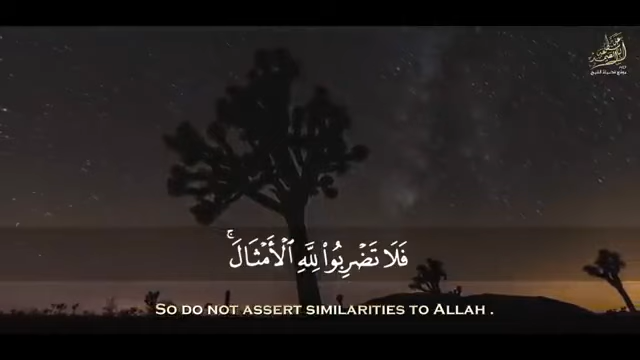 فَلَا تَضْرِبُوا۟ لِلَّهِ ٱلْأَمْثَالَ ۚ
So do not assert similarities to Allah .